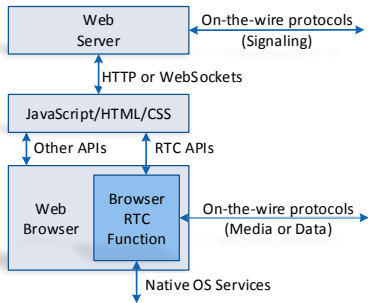 Web
Server
On-the-wire protocols
(Signaling)
HTTP or WebSockets
JavaScript/HTML/CSS
Other APIs
RTC APIs
Web
Browser
Browser
RTC
Function
On-the-wire protocols
(Media or Data)
Native OS Services